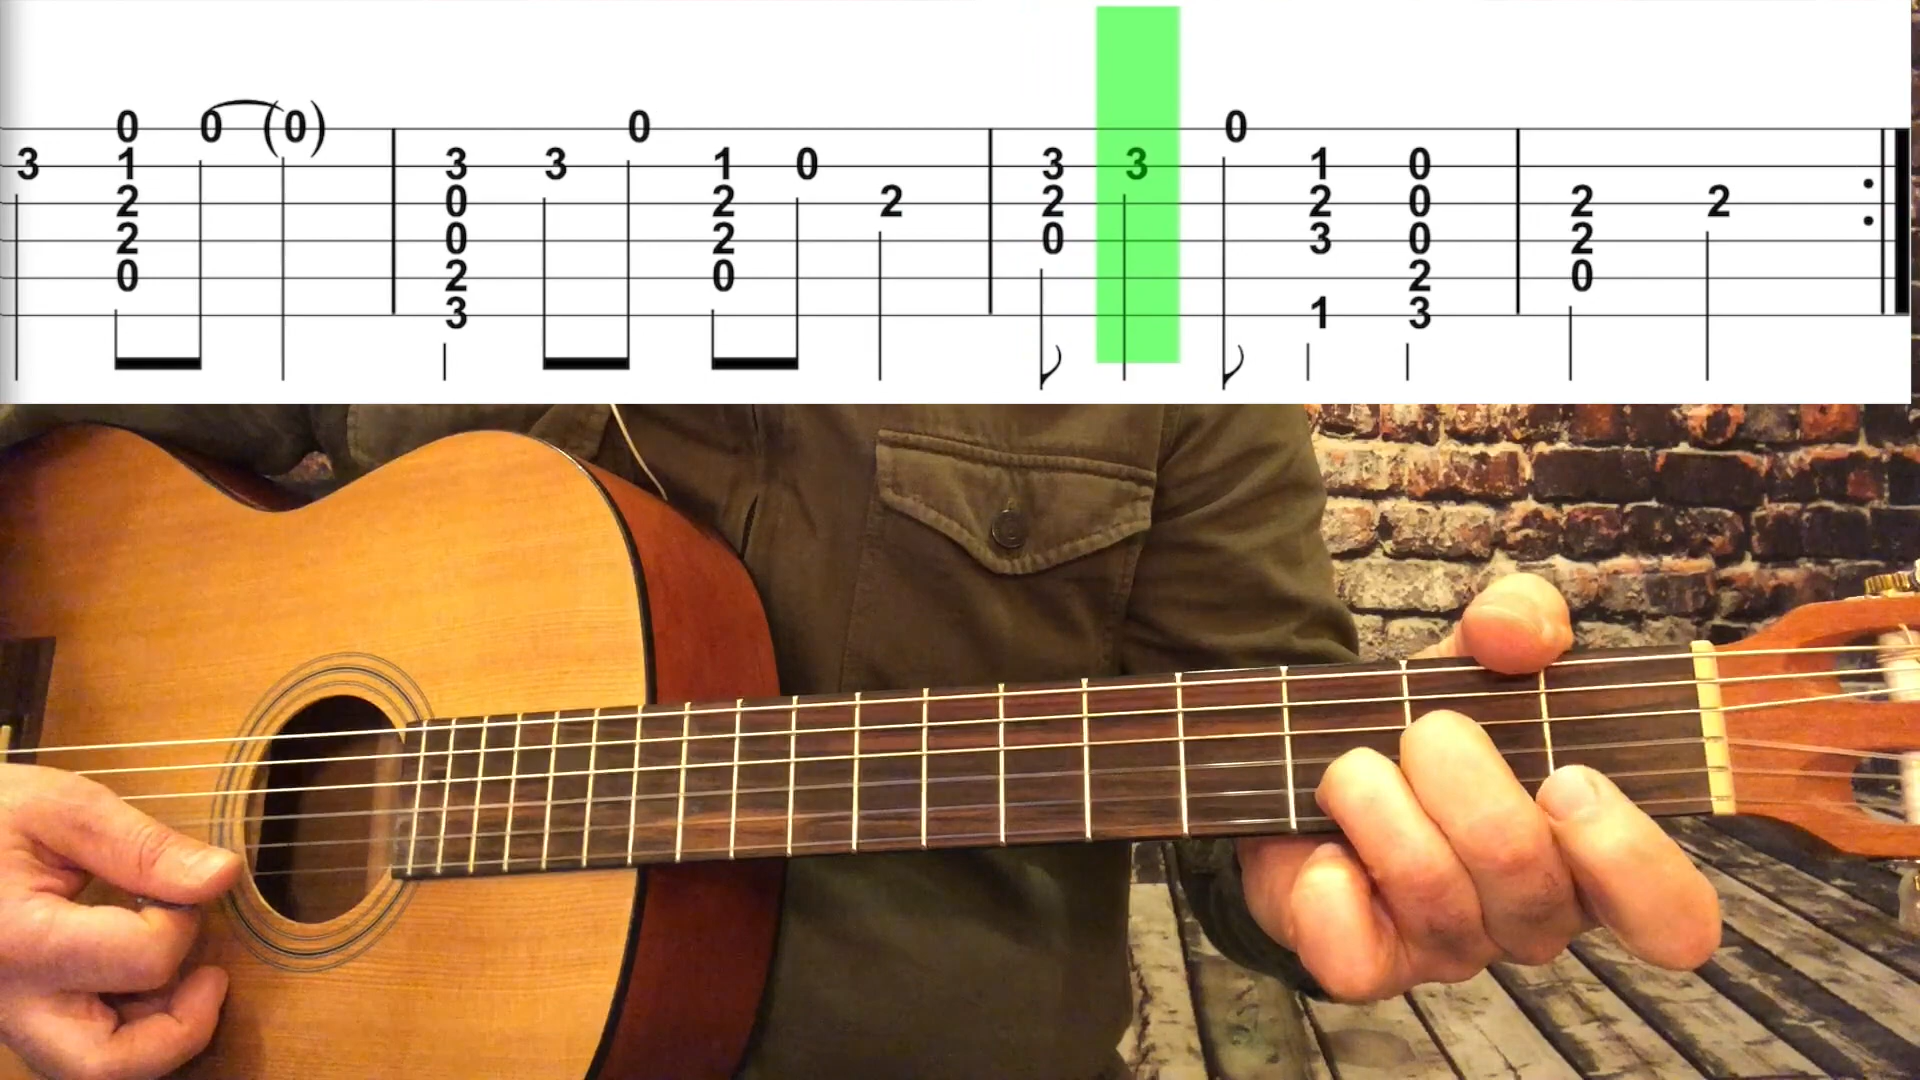 0 0 (0) 0 0
3 1 3 3 1 0 3 3 1 0
2 0 2 2 2 2 0 2 2
2 0 2 0 3 0 2
0 2 0 2 0
3 1 3